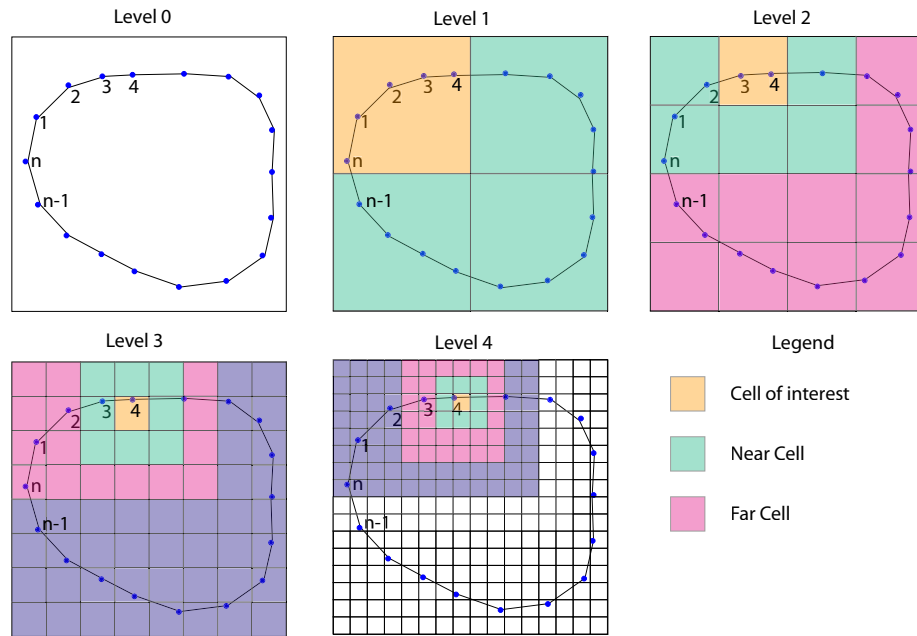 Level 0
Level 1
Level 2
2 3 4
1
n
n-1
2 3 4
1
n
n-1
2 3 4
1
n
n-1
Level 3
Level 4
Legend
2 3 4
1
n
n-1
2 3 4
1
n
n-1
Cell of interest
Near Cell
Far Cell